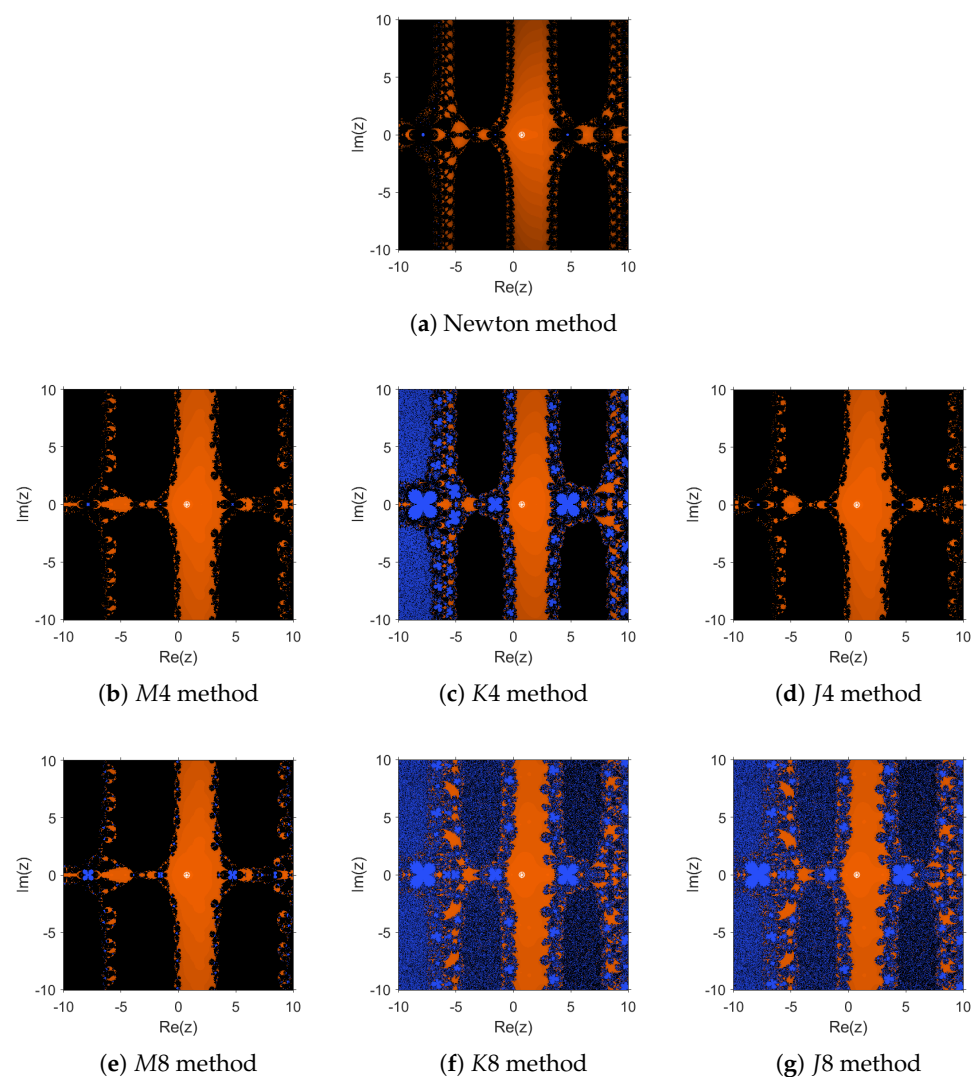 10
5
0
-5
-10
Im(z)
-10 -5 0 5 10
Re(z)
(a) Newton method
10
5
0
-5
-10
Im(z)
-10 -5 0 5 10
Re(z)
(b) M4 method
10
5
0
-5
-10
Im(z)
-10 -5 0 5 10
Re(z)
(c) K4 method
10
5
0
-5
-10
Im(z)
-10 -5 0 5 10
Re(z)
(d) J4 method
10
5
0
-5
-10
Im(z)
-10 -5 0 5 10
Re(z)
(e) M8 method
10
5
0
-5
-10
Im(z)
-10 -5 0 5 10
Re(z)
(f) K8 method
10
5
0
-5
-10
Im(z)
-10 -5 0 5 10
Re(z)
(g) J8 method